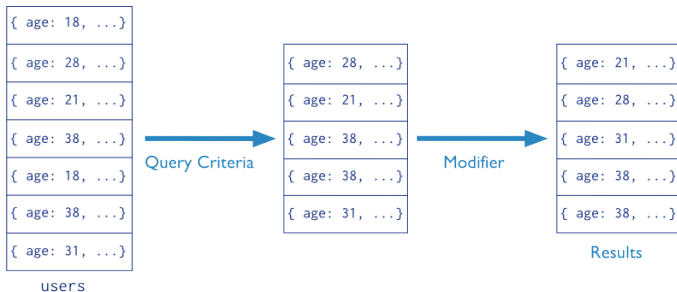 { age: 18, ...}
{ age: 28, ...}
{ age: 21, ...}
{ age: 38, ...}
{ age: 18, ...}
{ age: 38, ...}
{ age: 31, ...}
users
Query Criteria
{ age: 28, ...}
{ age: 21, ...}
{ age: 38, ...}
{ age: 38, ...}
{ age: 31, ...}
Modifier
{ age: 21, ...}
{ age: 28, ...}
{ age: 31, ...}
{ age: 38, ...}
{ age: 38, ...}
Results